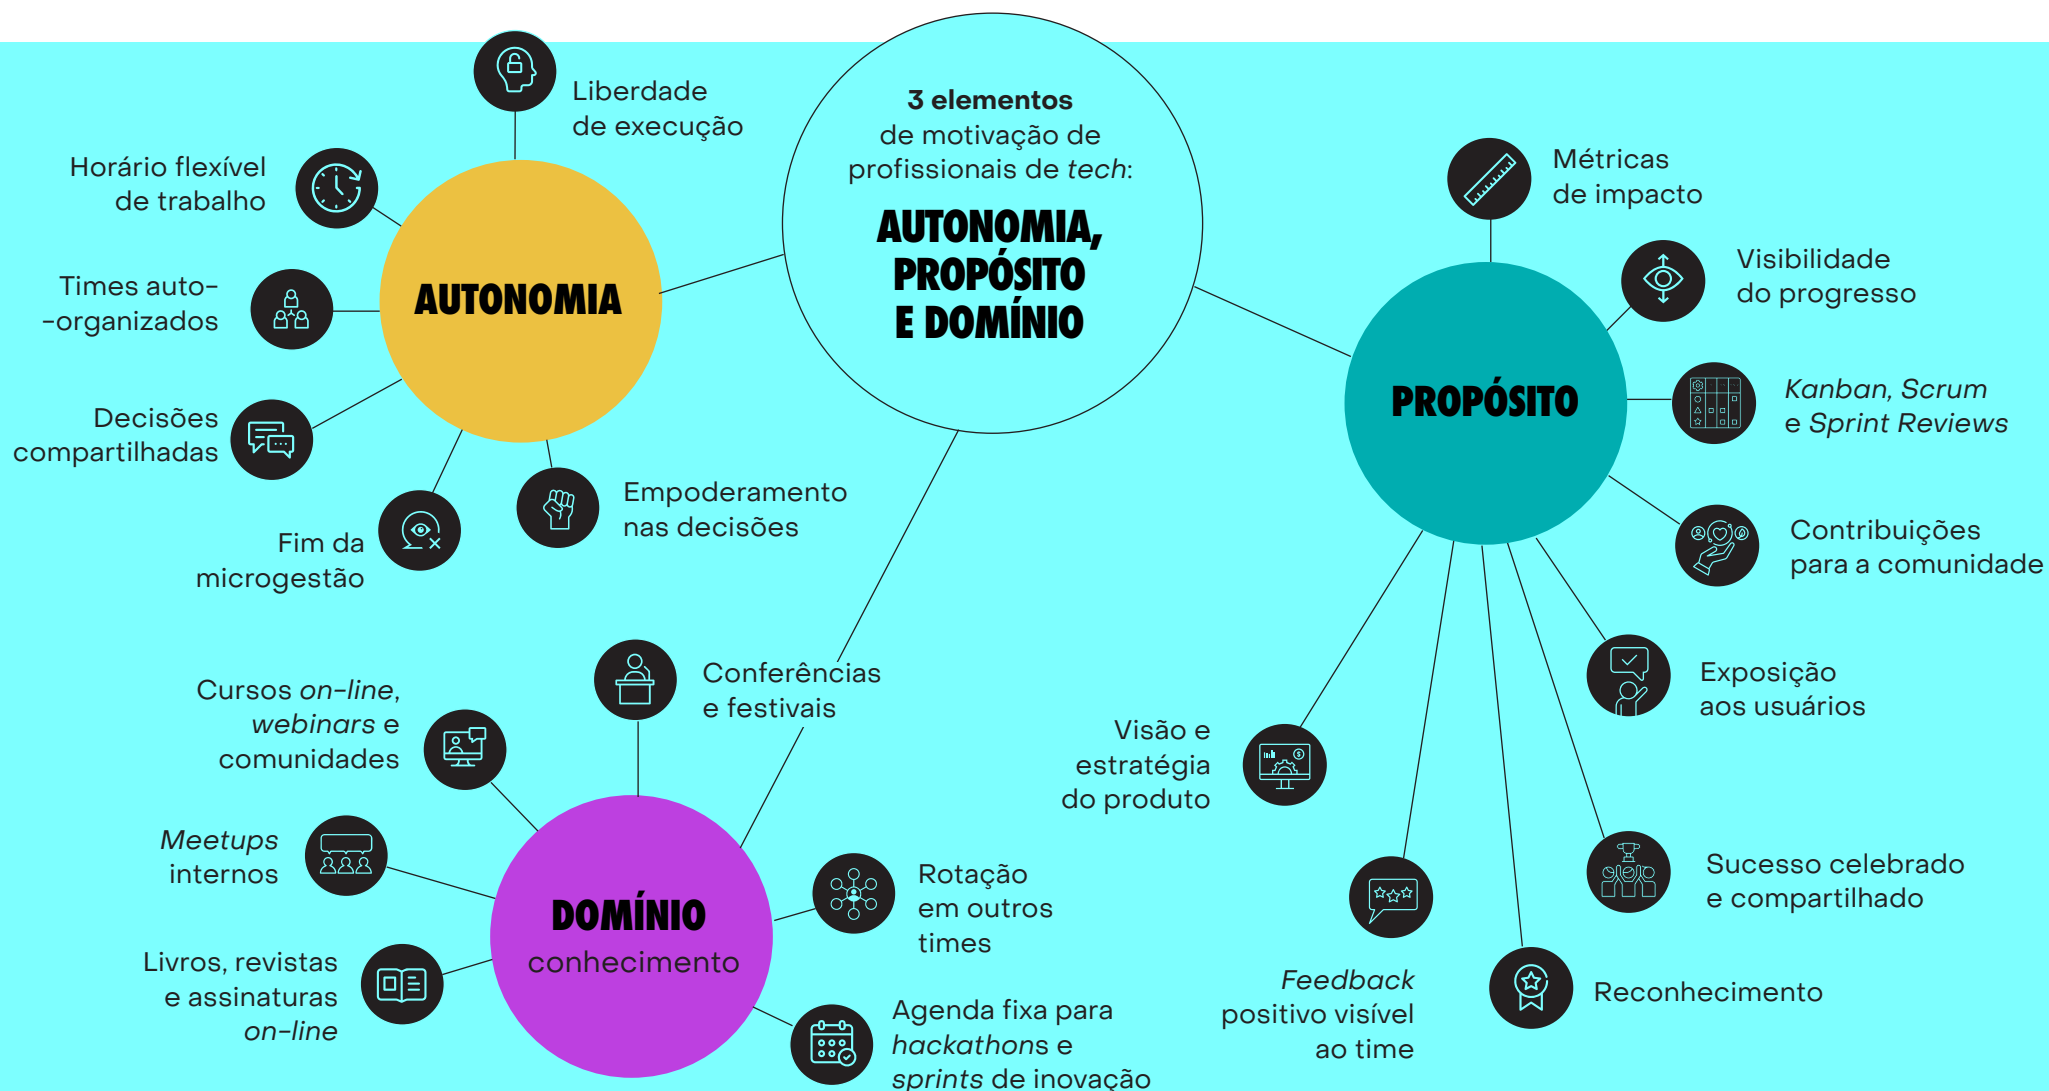 3 elementos
de motivação de
profissionais de tech:
AUTONOMIA,
PROPÓSITO
E DOMÍNIO
AUTONOMIA
Liberdade
de execução
Horário flexível
de trabalho
Times auto-
-organizados
Decisões
compartilhadas
Fim da
microgestão
Empoderamento
nas decisões
PROPÓSITO
Métricas
de impacto
Visibilidade
do progresso
Kanban, Scrum
e Sprint Reviews
Contribuições
para a comunidade
Exposição
aos usuários
Sucesso celebrado
e compartilhado
Reconhecimento
Feedback
positivo visível
ao time
Visão e
estratégia
do produto
DOMÍNIO
conhecimento
Conferências
e festivais
Cursos on-line,
webinars e
comunidades
Meetups
internos
Livros, revistas
e assinaturas
on-line
Rotação
em outros
times
Agenda fixa para
hackathons e
sprints de inovação